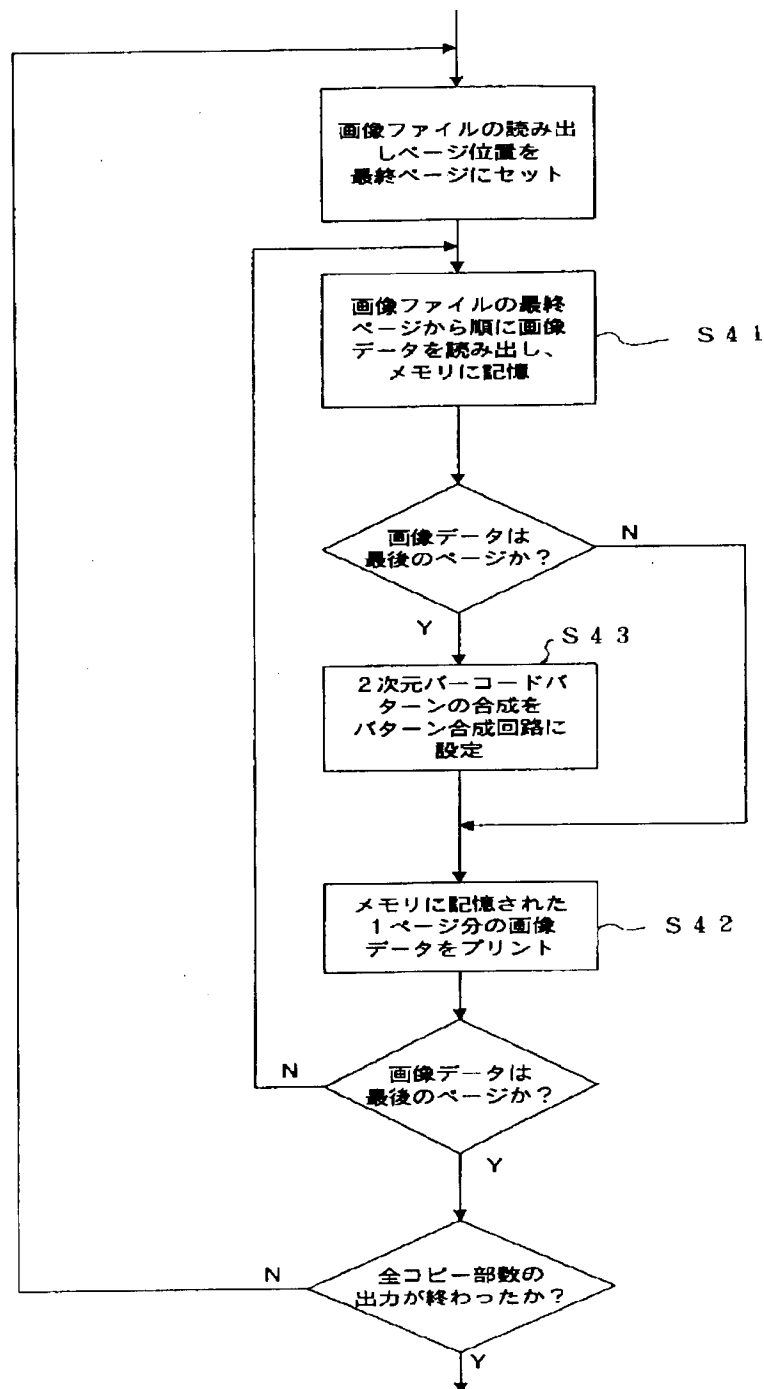 画像ファイルの読み出
しページ位置を
最終ページにセット
画像ファイルの最終
ページから順に画像
データを読み出し、
メモリに記憶
S41
画像データは
最後のページか？
N
Y
S43
２次元バーコードパ
ターンの合成を
パターン合成回路に
設定
メモリに記憶された
１ページ分の画像
データをプリント
S42
画像データは
最後のページか？
N
Y
全コピー部数の
出力が終わったか？
N
Y